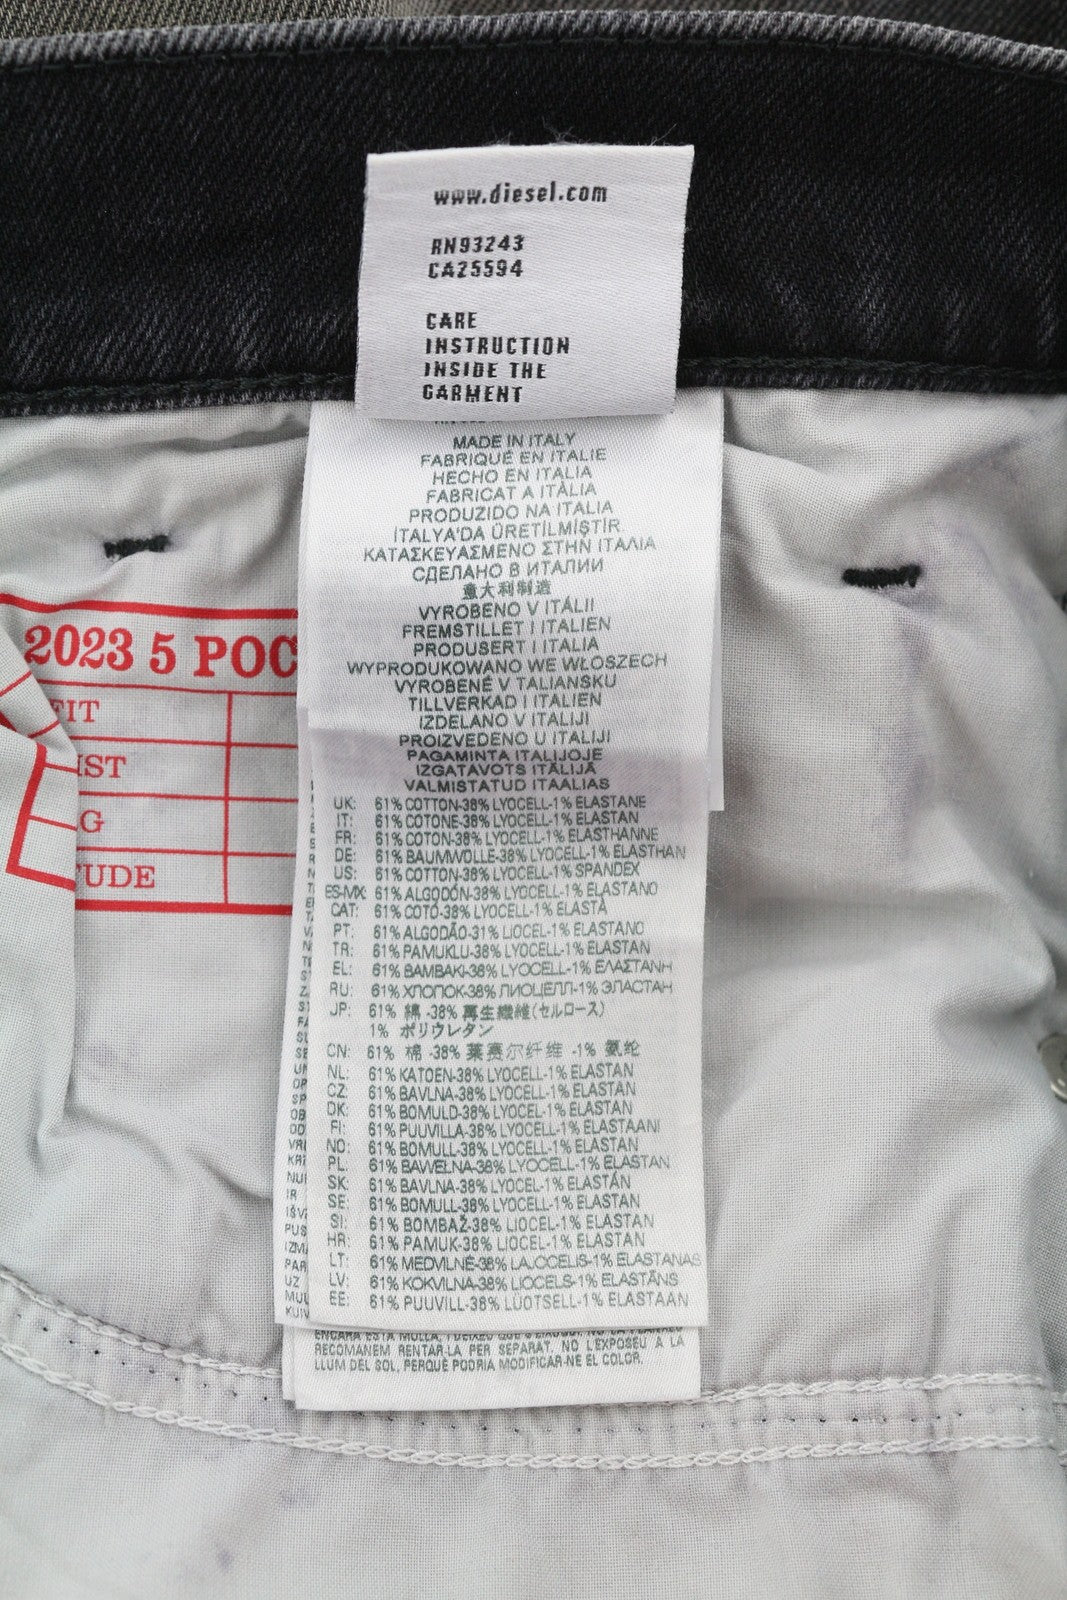 www.diesel.com
RN93243
CA25594
CARE
INSTRUCTION
INSIDE THE
GARMENT
MADE IN ITALY
FABRIQUÉ EN ITALIE
HECHO EN ITALIA
FABRICAT A ITÀLIA
PRODUZIDO NA ITALIA
İTALYA'DA ÜRETİLMİŞTİR
ΚΑΤΑΣΚΕΥΑΣΜΕΝΟ ΣΤΗΝ ΙΤΑΛΙΑ
СДЕЛАНО В ИТАЛИИ
意大利制造
VYROBENO V ITÁLII
FREMSTILLET I ITALIEN
PRODUSERT I ITALIA
WYPRODUKOWANO WE WŁOSZECH
VYROBENÉ V TALIANSKU
TILLVERKAD I ITALIEN
IZDELANO V ITALIJI
PROIZVEDENO U ITALIJI
PAGAMINTA ITALIJOJE
IZGATAVOTS ITĀLIJĀ
VALMISTATUD ITAALIAS
UK: 61% COTTON-38% LYOCELL-1% ELASTANE
IT: 61% COTONE-38% LYOCELL-1% ELASTAN
FR: 61% COTON-38% LYOCELL-1% ELASTHANNE
DE: 61% BAUMWOLLE-38% LYOCELL-1% ELASTHAN
US: 61% COTTON-38% LYOCELL-1% SPANDEX
ES-MX: 61% ALGODÓN-38% LYOCELL-1% ELASTANO
CAT: 61% COTÓ-38% LYOCELL-1% ELASTÀ
PT: 61% ALGODÃO-31% LIOCEL-1% ELASTANO
TR: 61% PAMUKLU-38% LYOCELL-1% ELASTAN
EL: 61% ΒΑΜΒΑΚΙ-38% LYOCELL-1% ΕΛΑΣΤΑΝΗ
RU: 61% ХЛОПОК-38% ЛИОЦЕЛЛ-1% ЭЛАСТАН
JP: 61% 綿 -38% 再生繊維(セルロース)
1% ポリウレタン
CN: 61% 棉 -38% 莱赛尔纤维 -1% 氨纶
NL: 61% KATOEN-38% LYOCELL-1% ELASTAN
CZ: 61% BAVLNA-38% LYOCEL-1% ELASTAN
DK: 61% BOMULD-38% LYOCEL-1% ELASTAN
FI: 61% PUUVILLA-38% LYOCELL-1% ELASTAANI
NO: 61% BOMULL-38% LYOCELL-1% ELASTAN
PL: 61% BAWEŁNA-38% LYOCELL-1% ELASTAN
SK: 61% BAVLNA-38% LYOCEL-1% ELASTÁN
SE: 61% BOMULL-38% LYOCELL-1% ELASTAN
SI: 61% BOMBAŽ-38% LIOCEL-1% ELASTAN
HR: 61% PAMUK-38% LIOCEL-1% ELASTAN
LT: 61% MEDVILNĖ-38% LAJOCELIS-1% ELASTANAS
LV: 61% KOKVILNA-38% LIOCELS-1% ELASTĀNS
EE: 61% PUUVILL-38% LÜOTSELL-1% ELASTAAN
RECOMANEM RENTAR-LA PER SEPARAT. NO L'EXPOSEU A LA
LLUM DEL SOL, PERQUÈ PODRIA MODIFICAR-NE EL COLOR.
2023 5 POC
FIT
IST
G
UDE